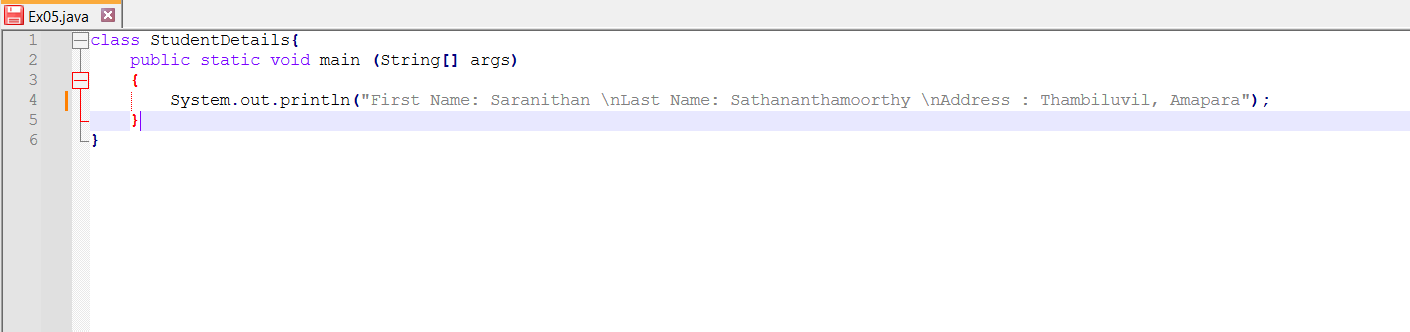 Ex05.java
1 class StudentDetails{
2 public static void main (String[] args)
3 {
4 System.out.println("First Name: Saranithan \nLast Name: Sathananthamoorthy \nAddress : Thambiluvil, Amapara");
5 }
6 }